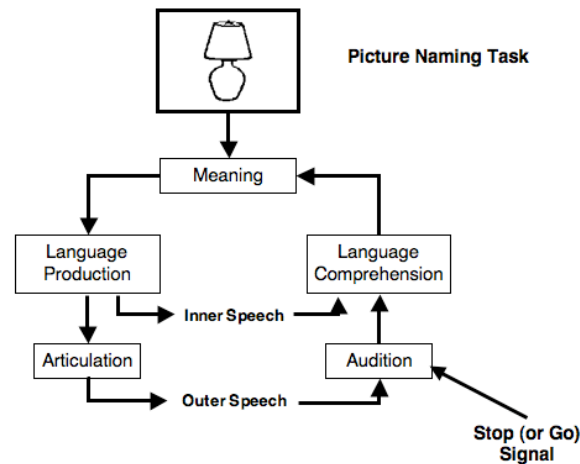 Picture Naming Task
Meaning
Language
Production
Language
Comprehension
Inner Speech
Articulation
Audition
Outer Speech
Stop (or Go)
Signal